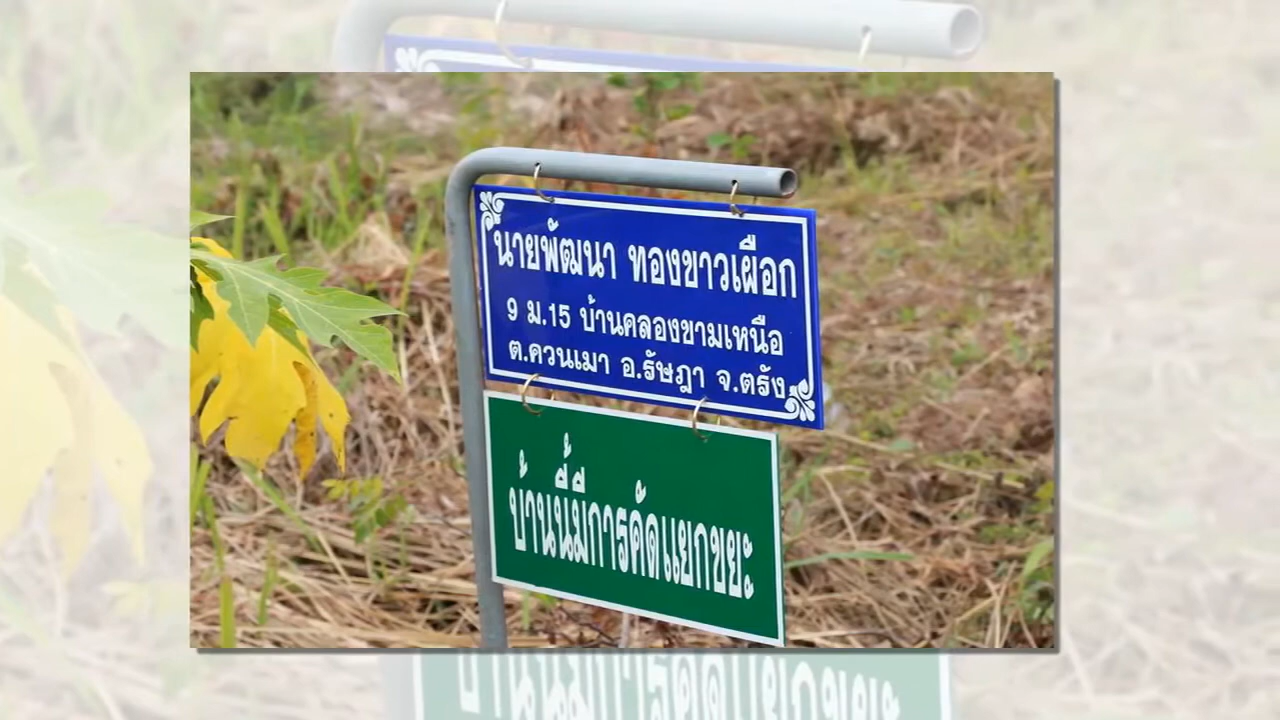 นายพัฒนา ทองขาวเผือก
9 ม.15 บ้านคลองขามเหนือ
ต.ควนเมา อ.รัษฎา จ.ตรัง
บ้านนี้มีการคัดแยกขยะ